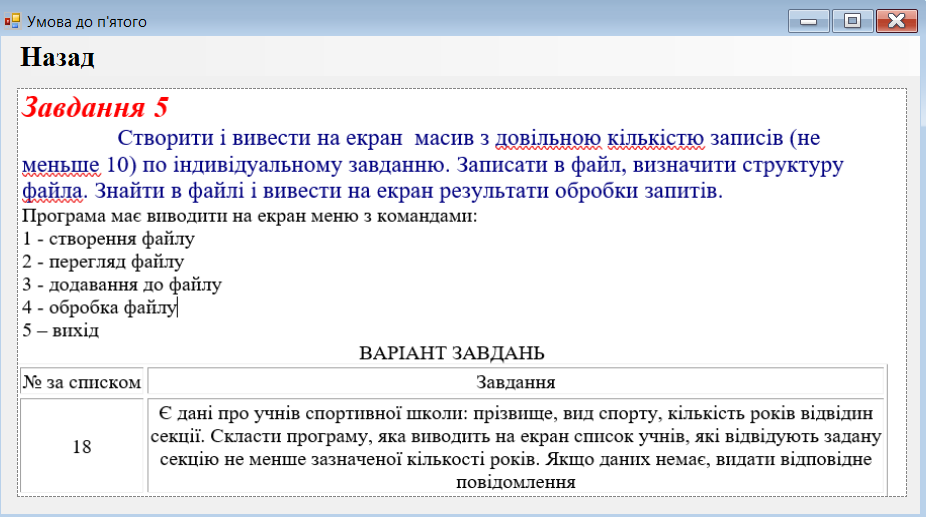 Умова до п'ятого
Назад
Завдання 5
Створити і вивести на екран масив з довільною кількістю записів (не
меньше 10) по індивідуальному завданню. Записати в файл, визначити структуру
файла. Знайти в файлі і вивести на екран результати обробки запитів.
Програма має виводити на екран меню з командами:
1 - створення файлу
2 - перегляд файлу
3 - додавання до файлу
4 - обробка файлу
5 – вихід
ВАРІАНТ ЗАВДАНЬ
№ за списком Завдання
18
Є дані про учнів спортивної школи: прізвище, вид спорту, кількість років відвідин
секції. Скласти програму, яка виводить на екран список учнів, які відвідують задану
секцію не менше зазначеної кількості років. Якщо даних немає, видати відповідне
повідомлення